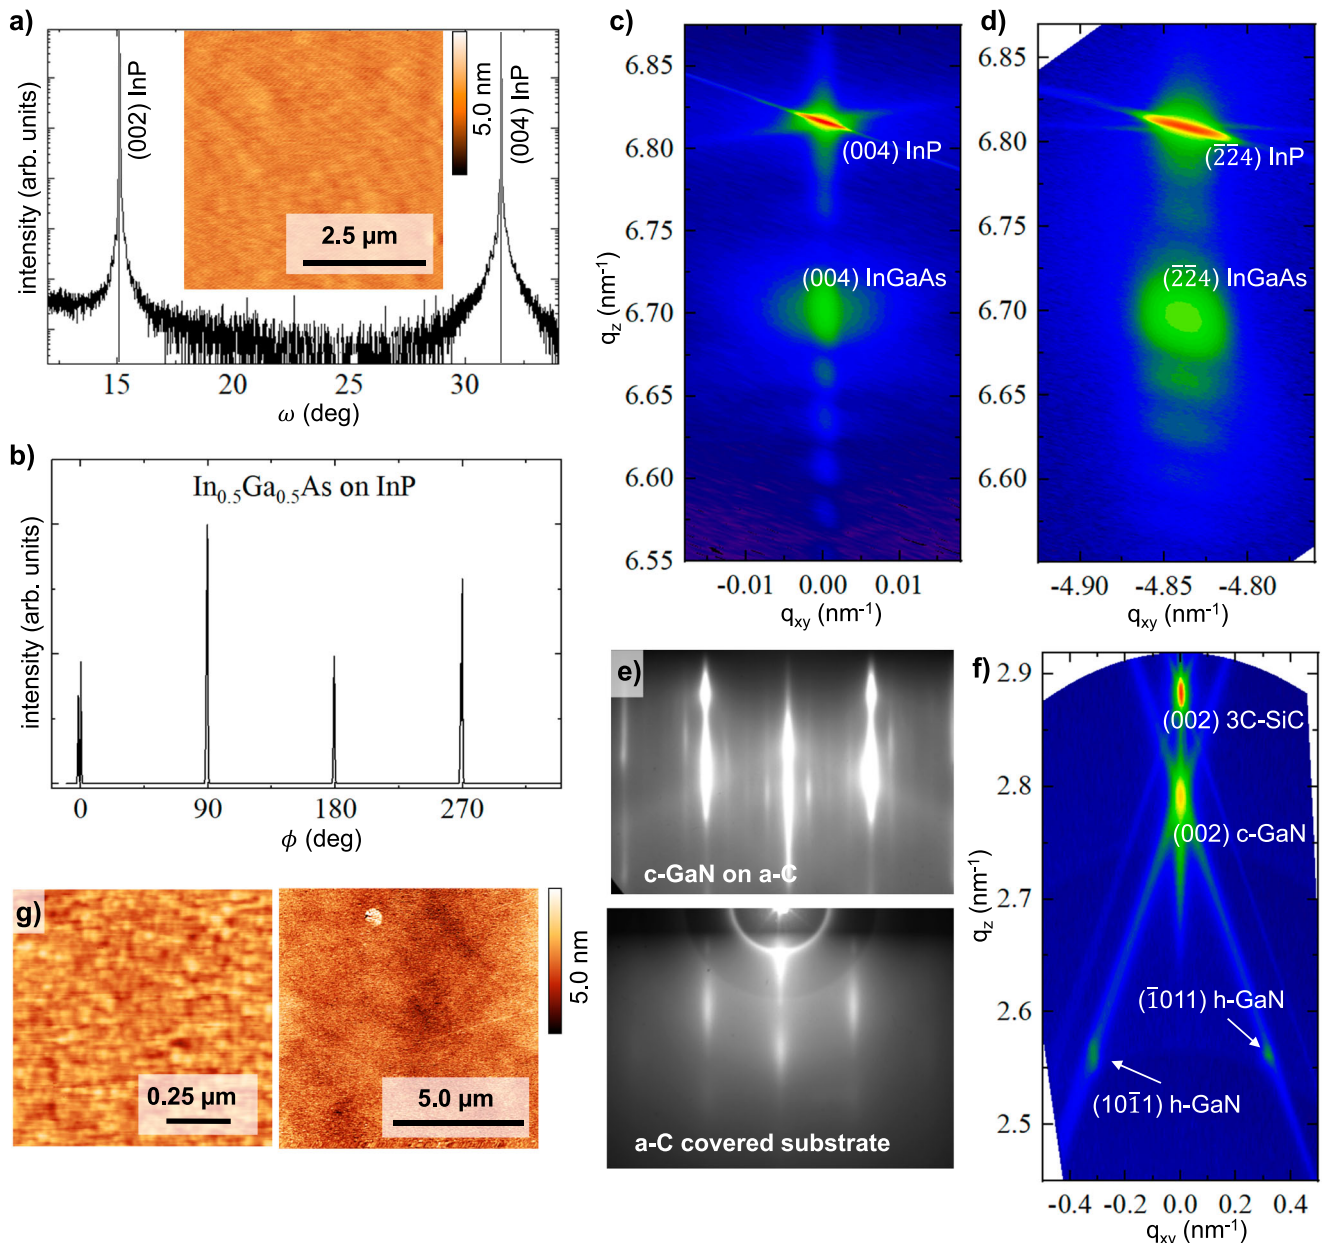 a)
intensity (arb. units)
(002) InP
5.0 nm
(004) InP
2.5 µm
15
20
25
30
ω (deg)
b)
In0.5Ga0.5As on InP
intensity (arb. units)
0
90
180
270
ϕ (deg)
c)
6.85
6.80
6.75
6.70
6.65
6.60
6.55
qz (nm-1)
(004) InP
(004) InGaAs
-0.01
0.00
0.01
qxy (nm-1)
d)
6.85
6.80
6.75
6.70
6.65
6.60
(2̅2̅4) InP
(2̅2̅4) InGaAs
-4.90
-4.85
-4.80
qxy (nm-1)
e)
c-GaN on a-C
a-C covered substrate
f)
2.9
2.8
2.7
2.6
2.5
qz (nm-1)
(002) 3C-SiC
(002) c-GaN
(1̅011) h-GaN
(101̅1) h-GaN
-0.4
-0.2
0.0
0.2
0.4
qxy (nm-1)
g)
0.25 µm
5.0 µm
5.0 nm